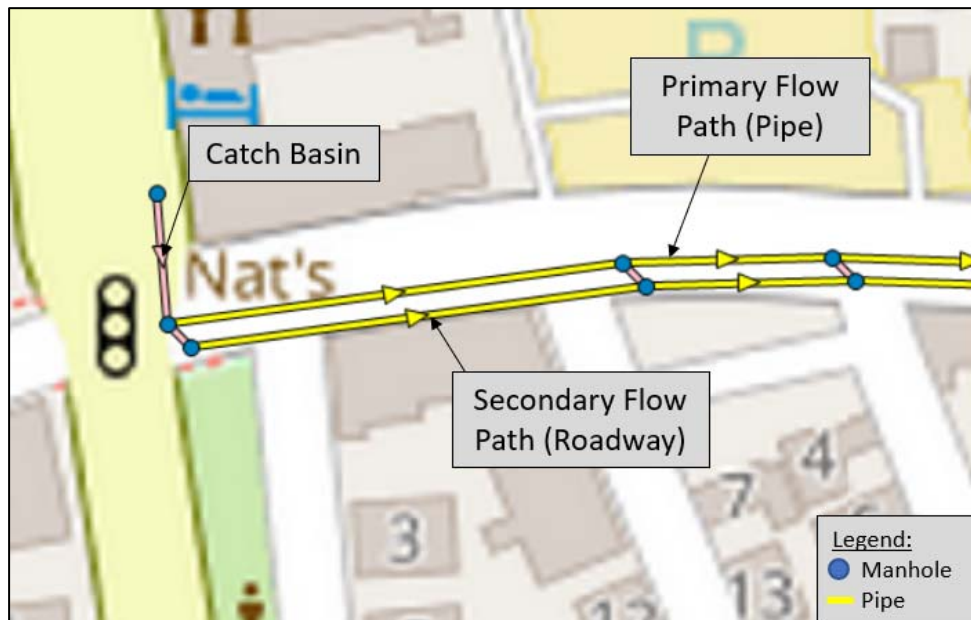 P
Primary Flow
Path (Pipe)
Catch Basin
Nat's
Secondary Flow
Path (Roadway)
4
7
3
13
Legend:
Manhole
Pipe